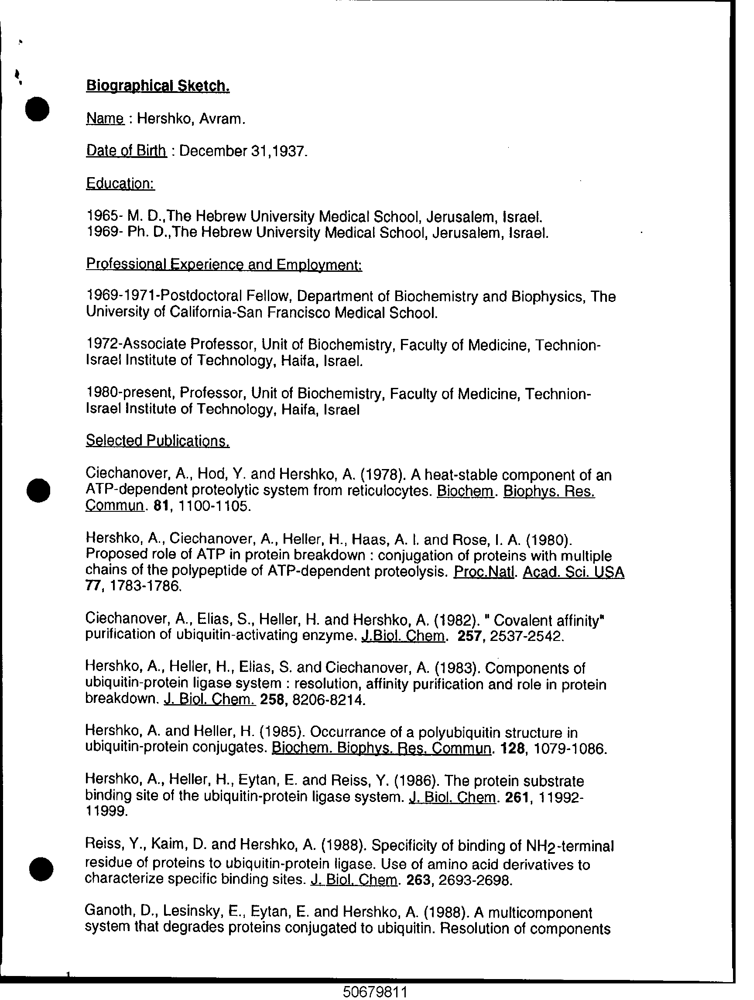 Biographical Sketch.
Name : Hershko, Avram.
Date of Birth : December 31,1937.
Education:
1965- M. D.,The Hebrew University Medical School, Jerusalem, Israel.
1969- Ph. D.,The Hebrew University Medical School, Jerusalem, Israel.
Professional Experience and Employment:
1969-1971-Postdoctoral Fellow, Department of Biochemistry and Biophysics, The
University of California-San Francisco Medical School.
1972-Associate Professor, Unit of Biochemistry, Faculty of Medicine, Technion-
Israel Institute of Technology, Haifa, Israel.
1980-present, Professor, Unit of Biochemistry, Faculty of Medicine, Technion-
Israel Institute of Technology, Haifa, Israel
Selected Publications.
Ciechanover, A., Hod, Y. and Hershko, A. (1978). A heat-stable component of an
ATP-dependent proteolytic system from reticulocytes. Biochem. Biophys. Res.
Commun. 81, 1100-1105.
Hershko, A., Ciechanover, A., Heller, H., Haas, A. I. and Rose, I. A. (1980).
Proposed role of ATP in protein breakdown : conjugation of proteins with multiple
chains of the polypeptide of ATP-dependent proteolysis. Proc.Natl. Acad. Sci. USA
77, 1783-1786.
Ciechanover, A., Elias, S., Heller, H. and Hershko, A. (1982). " Covalent affinity"
purification of ubiquitin-activating enzyme. J.Biol. Chem. 257, 2537-2542.
Hershko, A., Heller, H., Elias, S. and Ciechanover, A. (1983). Components of
ubiquitin-protein ligase system : resolution, affinity purification and role in protein
breakdown. J. Biol. Chem. 258, 8206-8214.
Hershko, A. and Heller, H. (1985). Occurrance of a polyubiquitin structure in
ubiquitin-protein conjugates. Biochem. Biophys. Res. Commun. 128, 1079-1086.
Hershko, A., Heller, H., Eytan, E. and Reiss, Y. (1986). The protein substrate
binding site of the ubiquitin-protein ligase system. J. Biol. Chem. 261, 11992-
11999.
Reiss, Y., Kaim, D. and Hershko, A. (1988). Specificity of binding of NH2-terminal
residue of proteins to ubiquitin-protein ligase. Use of amino acid derivatives to
characterize specific binding sites. J. Biol. Chem. 263, 2693-2698.
Ganoth, D., Lesinsky, E., Eytan, E. and Hershko, A. (1988). A multicomponent
system that degrades proteins conjugated to ubiquitin. Resolution of components
50679811